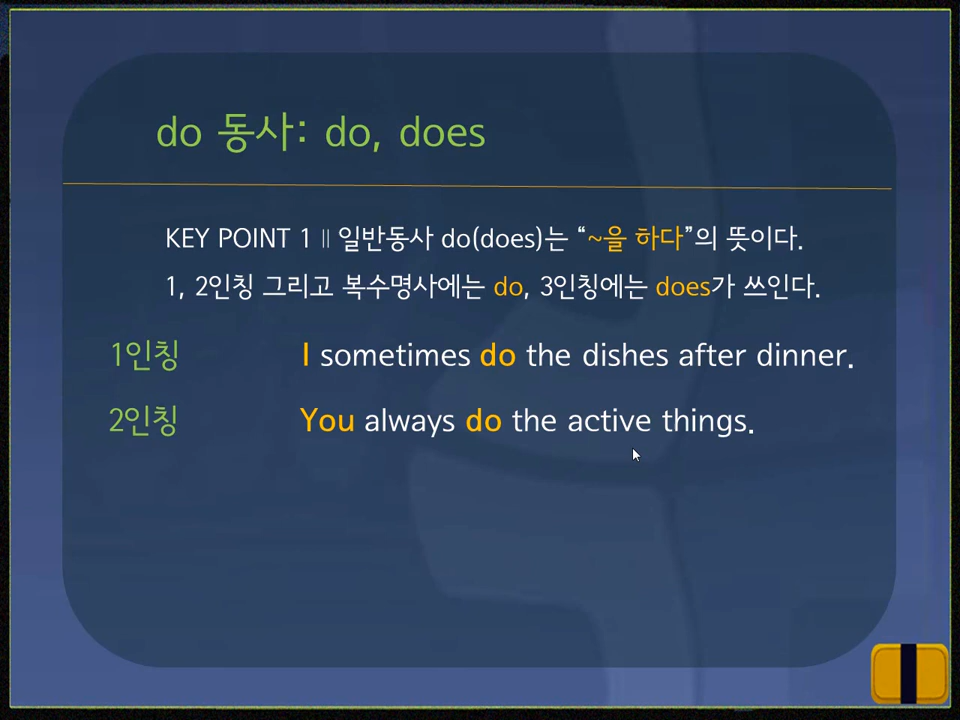 do 동사: do, does
KEY POINT 1 || 일반동사 do(does)는 “~을 하다”의 뜻이다.
1, 2인칭 그리고 복수명사에는 do, 3인칭에는 does가 쓰인다.
1인칭 I sometimes do the dishes after dinner.
2인칭 You always do the active things.